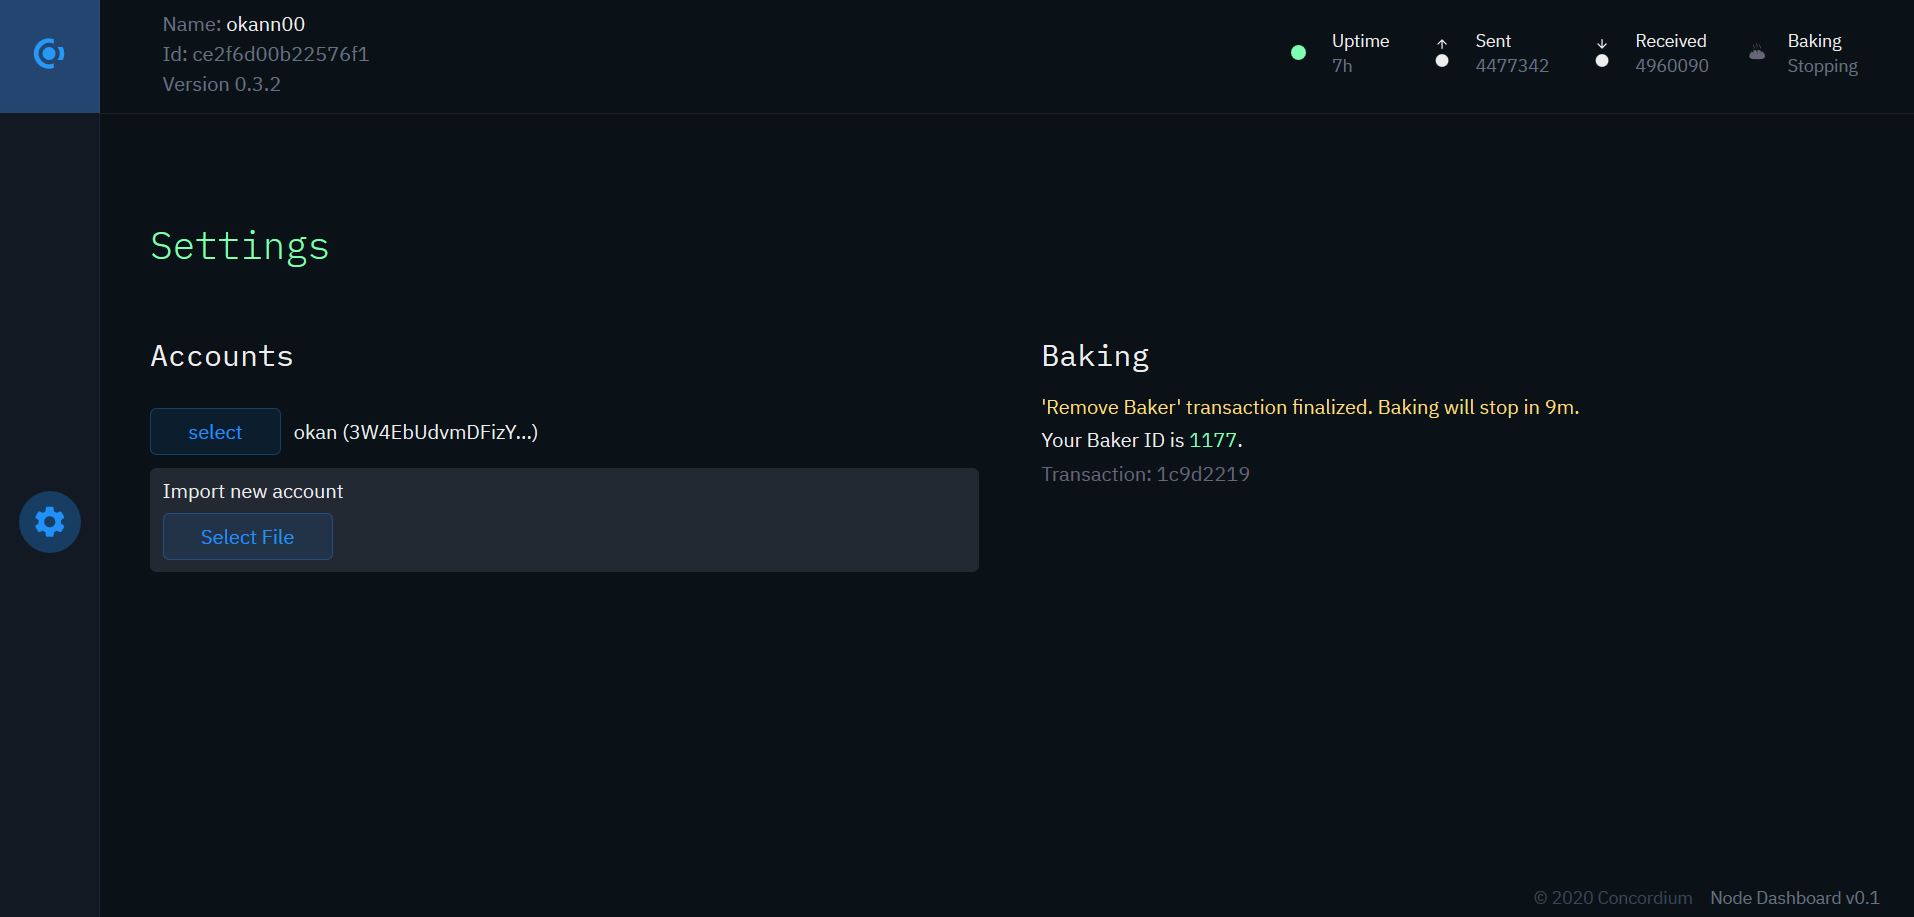 Name: okann00
Id: ce2f6d00b22576f1
Version 0.3.2
Uptime
7h
Sent
4477342
Received
4960090
Baking
Stopping
Settings
Accounts
select okan (3W4EbUdvmDFizY...)
Import new account
Select File
Baking
'Remove Baker' transaction finalized. Baking will stop in 9m.
Your Baker ID is 1177.
Transaction: 1c9d2219
© 2020 Concordium Node Dashboard v0.1